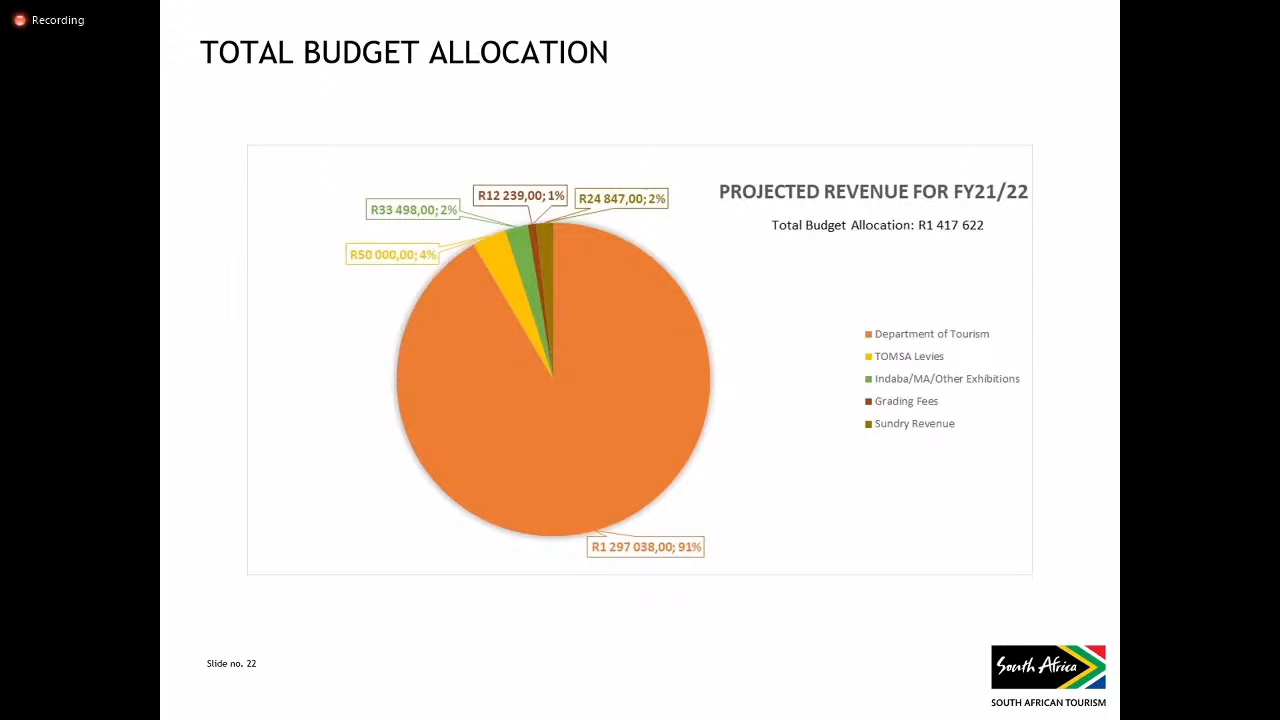 Recording
TOTAL BUDGET ALLOCATION
PROJECTED REVENUE FOR FY21/22
Total Budget Allocation: R1 417 622
R12 239,00; 1%
R24 847,00; 2%
R33 498,00; 2%
R50 000,00; 4%
R1 297 038,00; 91%
Department of Tourism
TOMSA Levies
Indaba/MA/Other Exhibitions
Grading Fees
Sundry Revenue
Slide no. 22
South Africa
SOUTH AFRICAN TOURISM